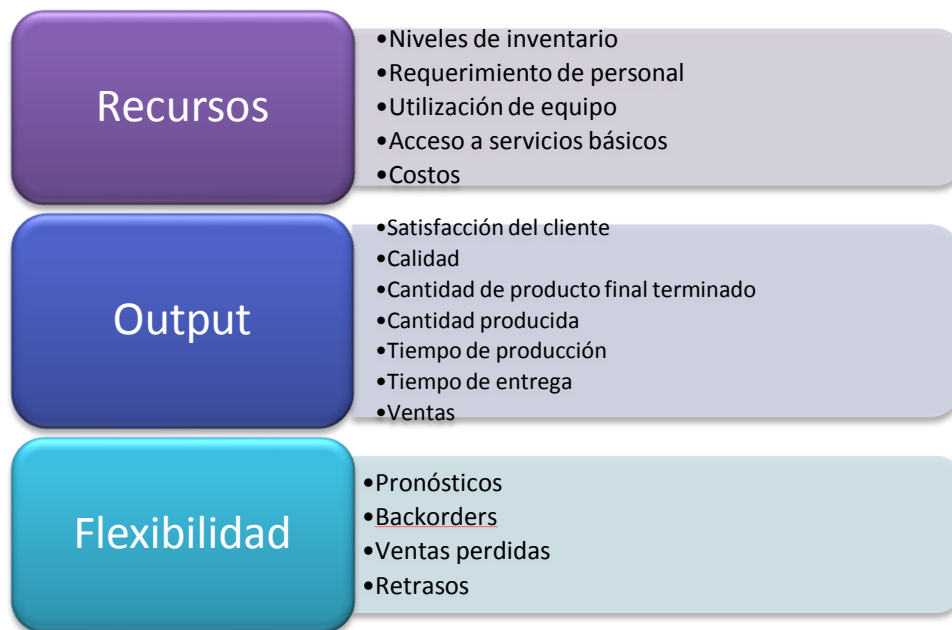 Recursos
•Niveles de inventario
•Requerimiento de personal
•Utilización de equipo
•Acceso a servicios básicos
•Costos
Output
•Satisfacción del cliente
•Calidad
•Cantidad de producto final terminado
•Cantidad producida
•Tiempo de producción
•Tiempo de entrega
•Ventas
Flexibilidad
•Pronósticos
•Backorders
•Ventas perdidas
•Retrasos